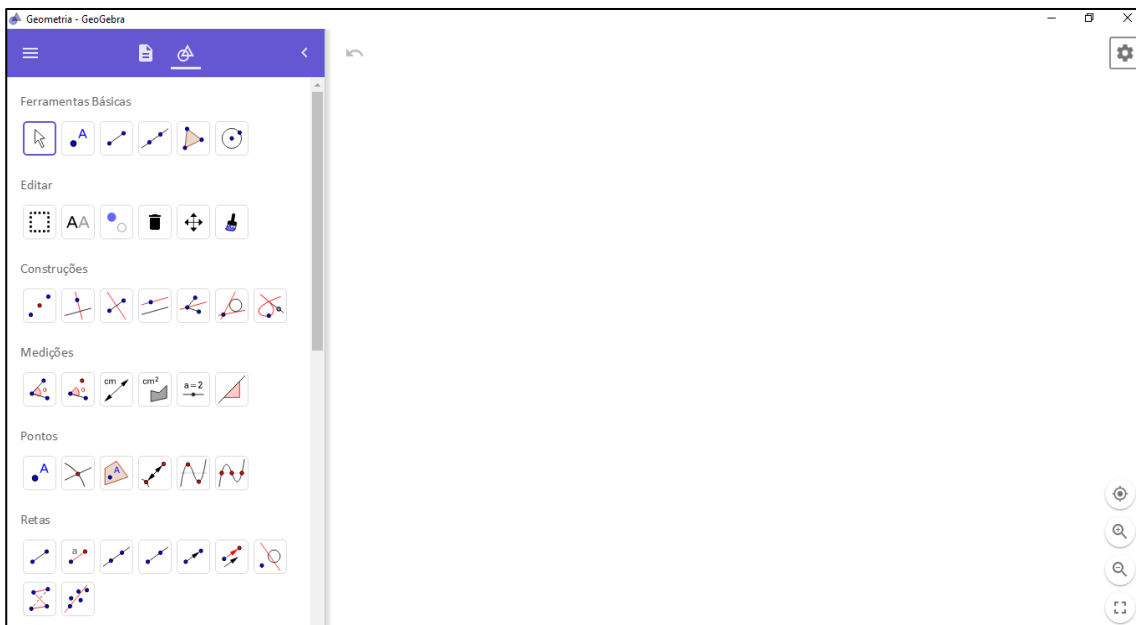 Geometria - GeoGebra
Ferramentas Básicas
A
Editar
AA
Construções
Medições
α
α
cm
cm²
a=2
Pontos
A
A
Retas
a